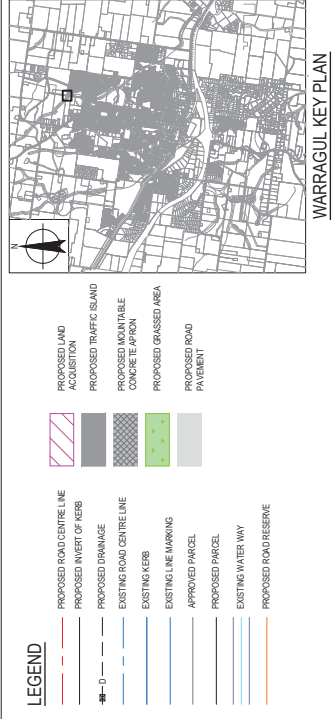 LEGEND
PROPOSED ROAD CENTRE LINE
PROPOSED INVERT OF KERB
D
PROPOSED DRAINAGE
EXISTING ROAD CENTRE LINE
EXISTING KERB
EXISTING LINE MARKING
APPROVED PARCEL
PROPOSED PARCEL
EXISTING WATER WAY
PROPOSED ROAD RESERVE
PROPOSED LAND
ACQUISITION
PROPOSED TRAFFIC ISLAND
PROPOSED MOUNTABLE
CONCRETE APRON
PROPOSED GRASSED AREA
PROPOSED ROAD
PAVEMENT
N
WARRAGUL KEY PLAN